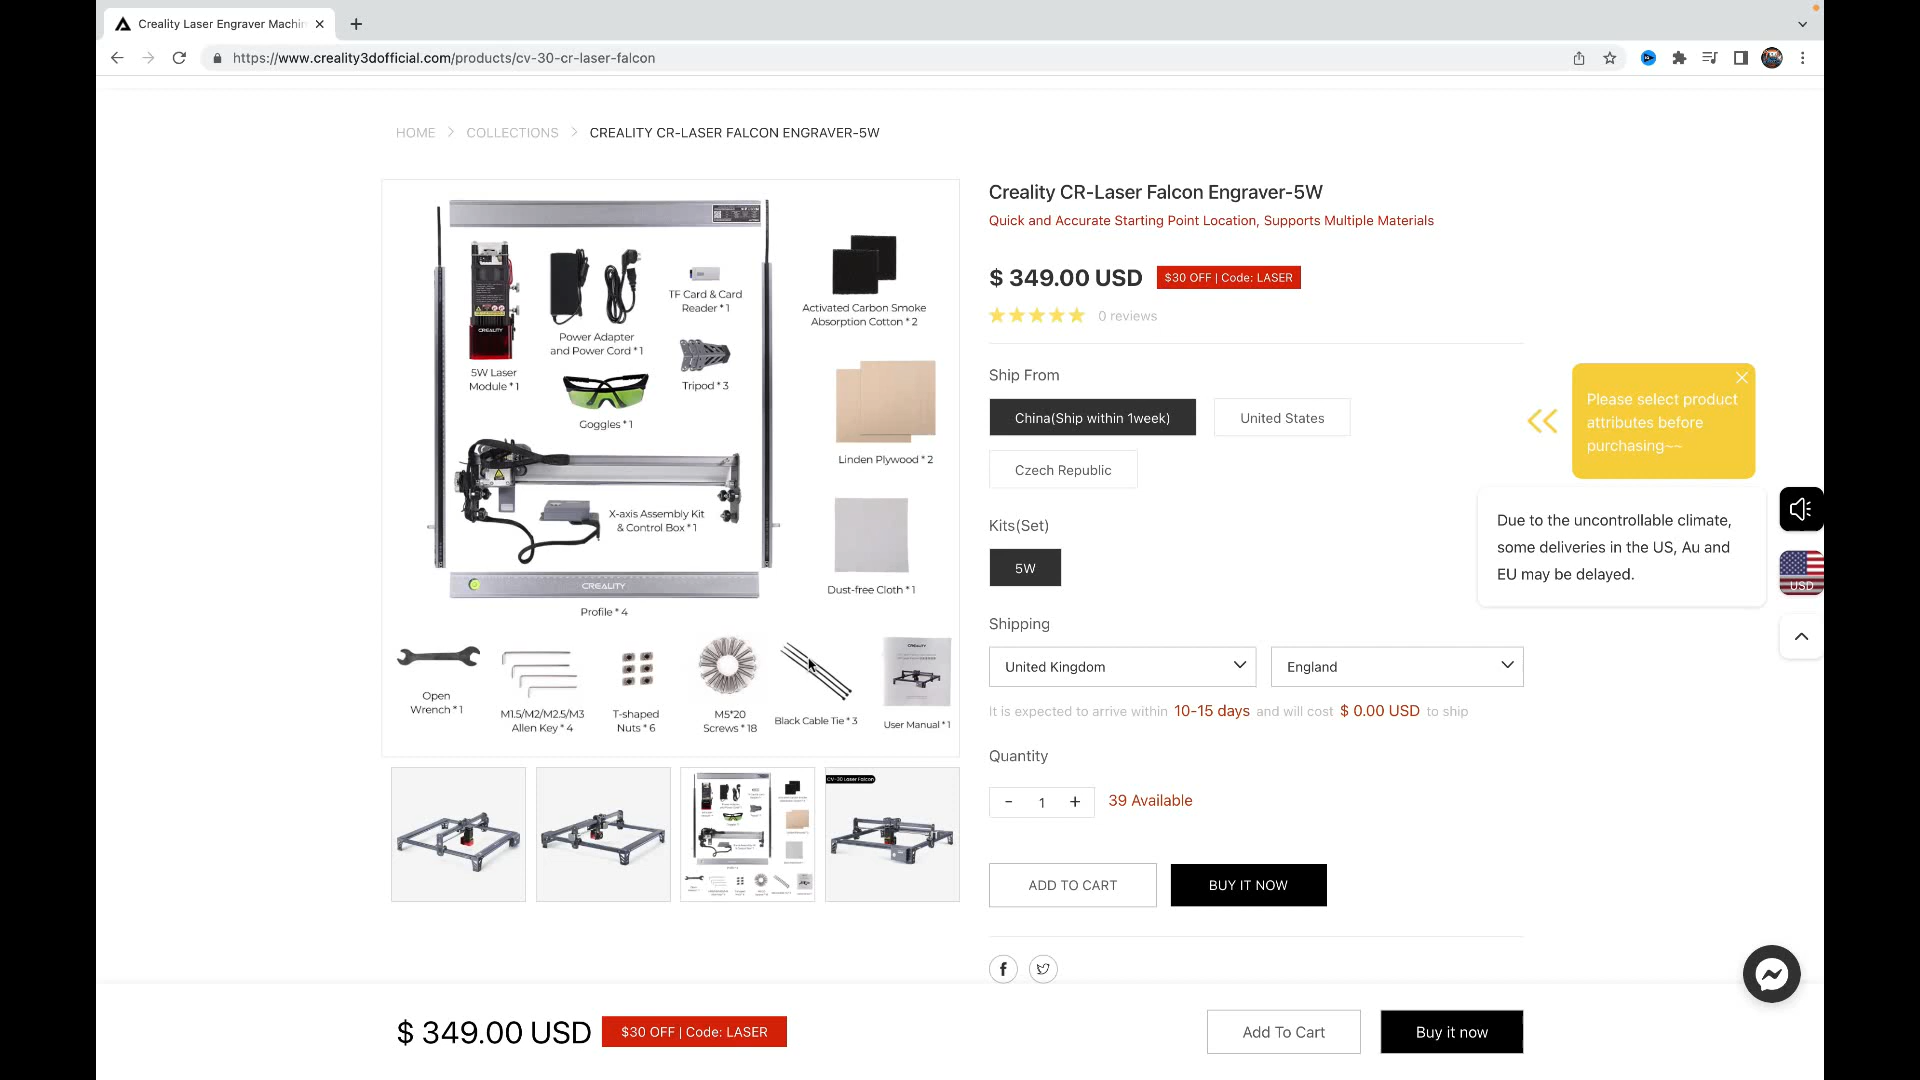 Creality Laser Engraver Machin
https://www.creality3dofficial.com/products/cv-30-cr-laser-falcon
HOME > COLLECTIONS > CREALITY CR-LASER FALCON ENGRAVER-5W
CREALITY
5W Laser
Module * 1
Power Adapter
and Power Cord * 1
TF Card & Card
Reader * 1
Tripod * 3
Goggles * 1
Activated Carbon Smoke
Absorption Cotton * 2
Linden Plywood * 2
X-axis Assembly Kit
& Control Box * 1
Dust-free Cloth * 1
CREALITY
Profile * 4
Open
Wrench * 1
M1.5/M2/M2.5/M3
Allen Key * 4
T-shaped
Nuts * 6
M5*20
Screws * 18
Black Cable Tie * 3
CREALITY
User Manual * 1
CV-30 Laser Falcon
Creality CR-Laser Falcon Engraver-5W
Quick and Accurate Starting Point Location, Supports Multiple Materials
$ 349.00 USD
$30 OFF | Code: LASER
0 reviews
Ship From
China(Ship within 1week)
United States
Czech Republic
Kits(Set)
5W
Shipping
United Kingdom
England
It is expected to arrive within 10-15 days and will cost $ 0.00 USD to ship
Quantity
- 1 +
39 Available
ADD TO CART
BUY IT NOW
Please select product
attributes before
purchasing~~
Due to the uncontrollable climate,
some deliveries in the US, Au and
EU may be delayed.
USD
$ 349.00 USD
$30 OFF | Code: LASER
Add To Cart
Buy it now